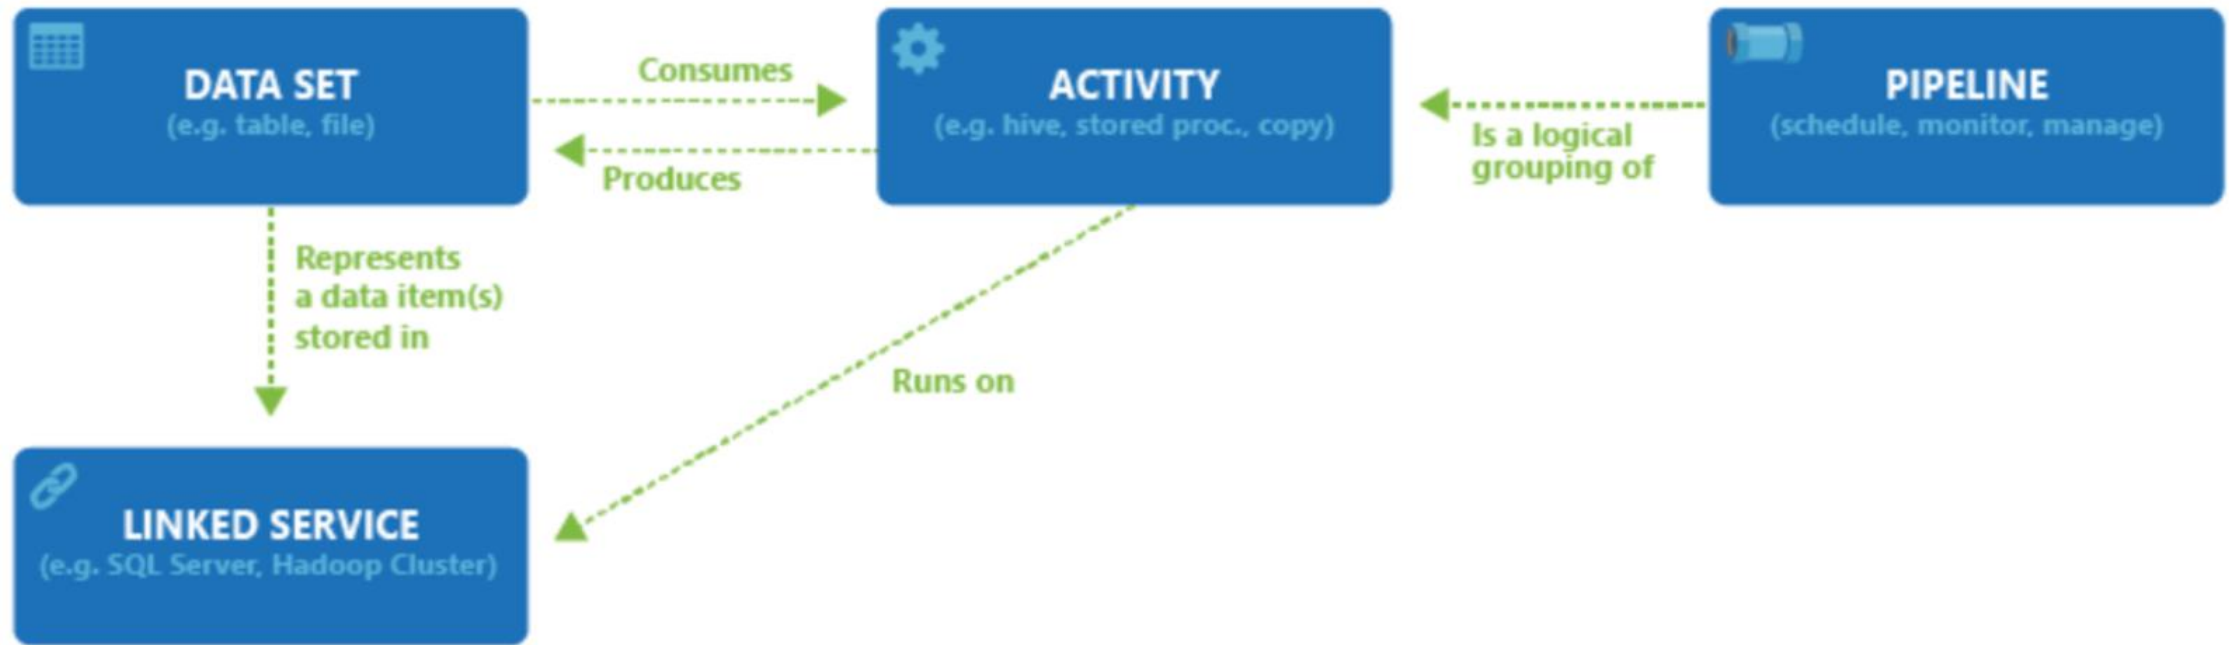 DATA SET
(e.g. table, file)
Consumes
Produces
ACTIVITY
(e.g. hive, stored proc., copy)
Is a logical
grouping of
PIPELINE
(schedule, monitor, manage)
Represents
a data item(s)
stored in
Runs on
LINKED SERVICE
(e.g. SQL Server, Hadoop Cluster)